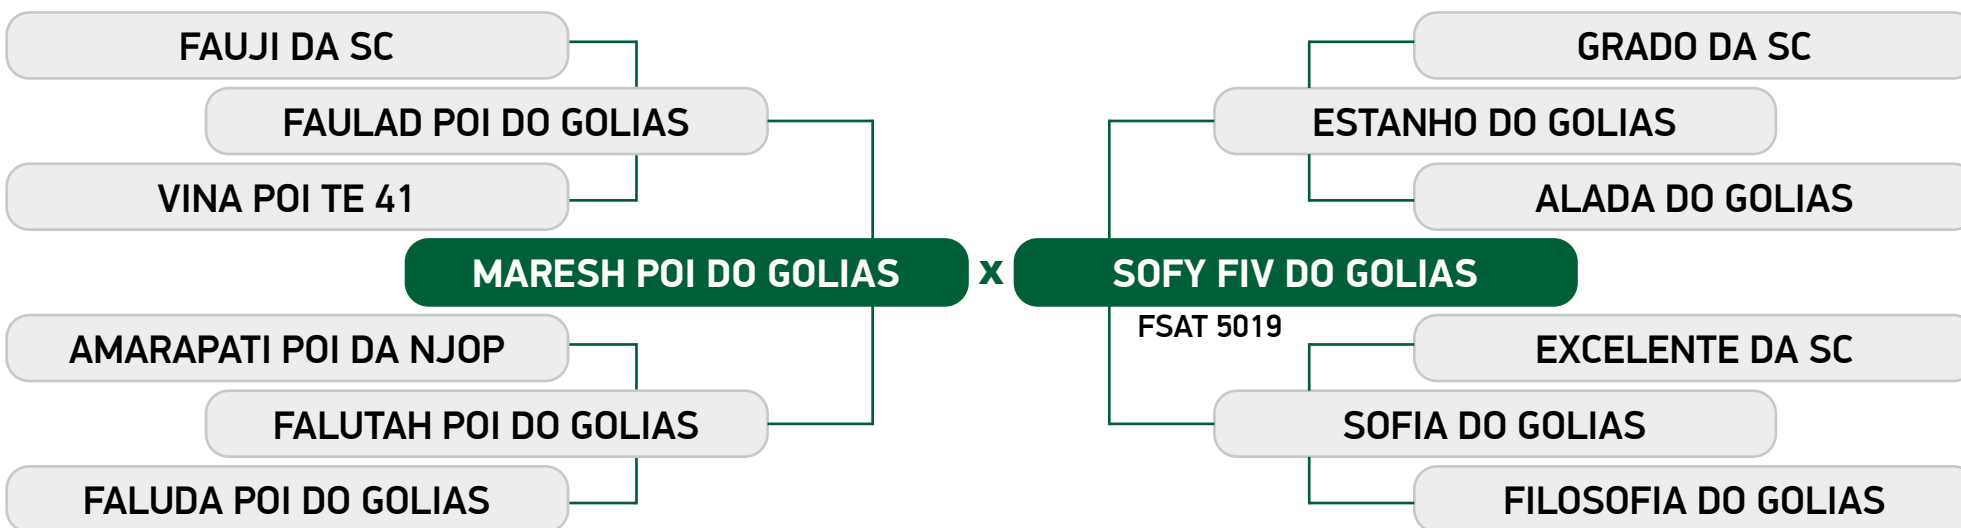 FAUJI DA SC
GRADO DA SC
FAULAD POI DO GOLIAS
ESTANHO DO GOLIAS
VINA POI TE 41
ALADA DO GOLIAS
MARESH POI DO GOLIAS x SOFY FIV DO GOLIAS
FSAT 5019
AMARAPATI POI DA NJOP
EXCELENTE DA SC
FALUTAH POI DO GOLIAS
SOFIA DO GOLIAS
FALUDA POI DO GOLIAS
FILOSOFIA DO GOLIAS